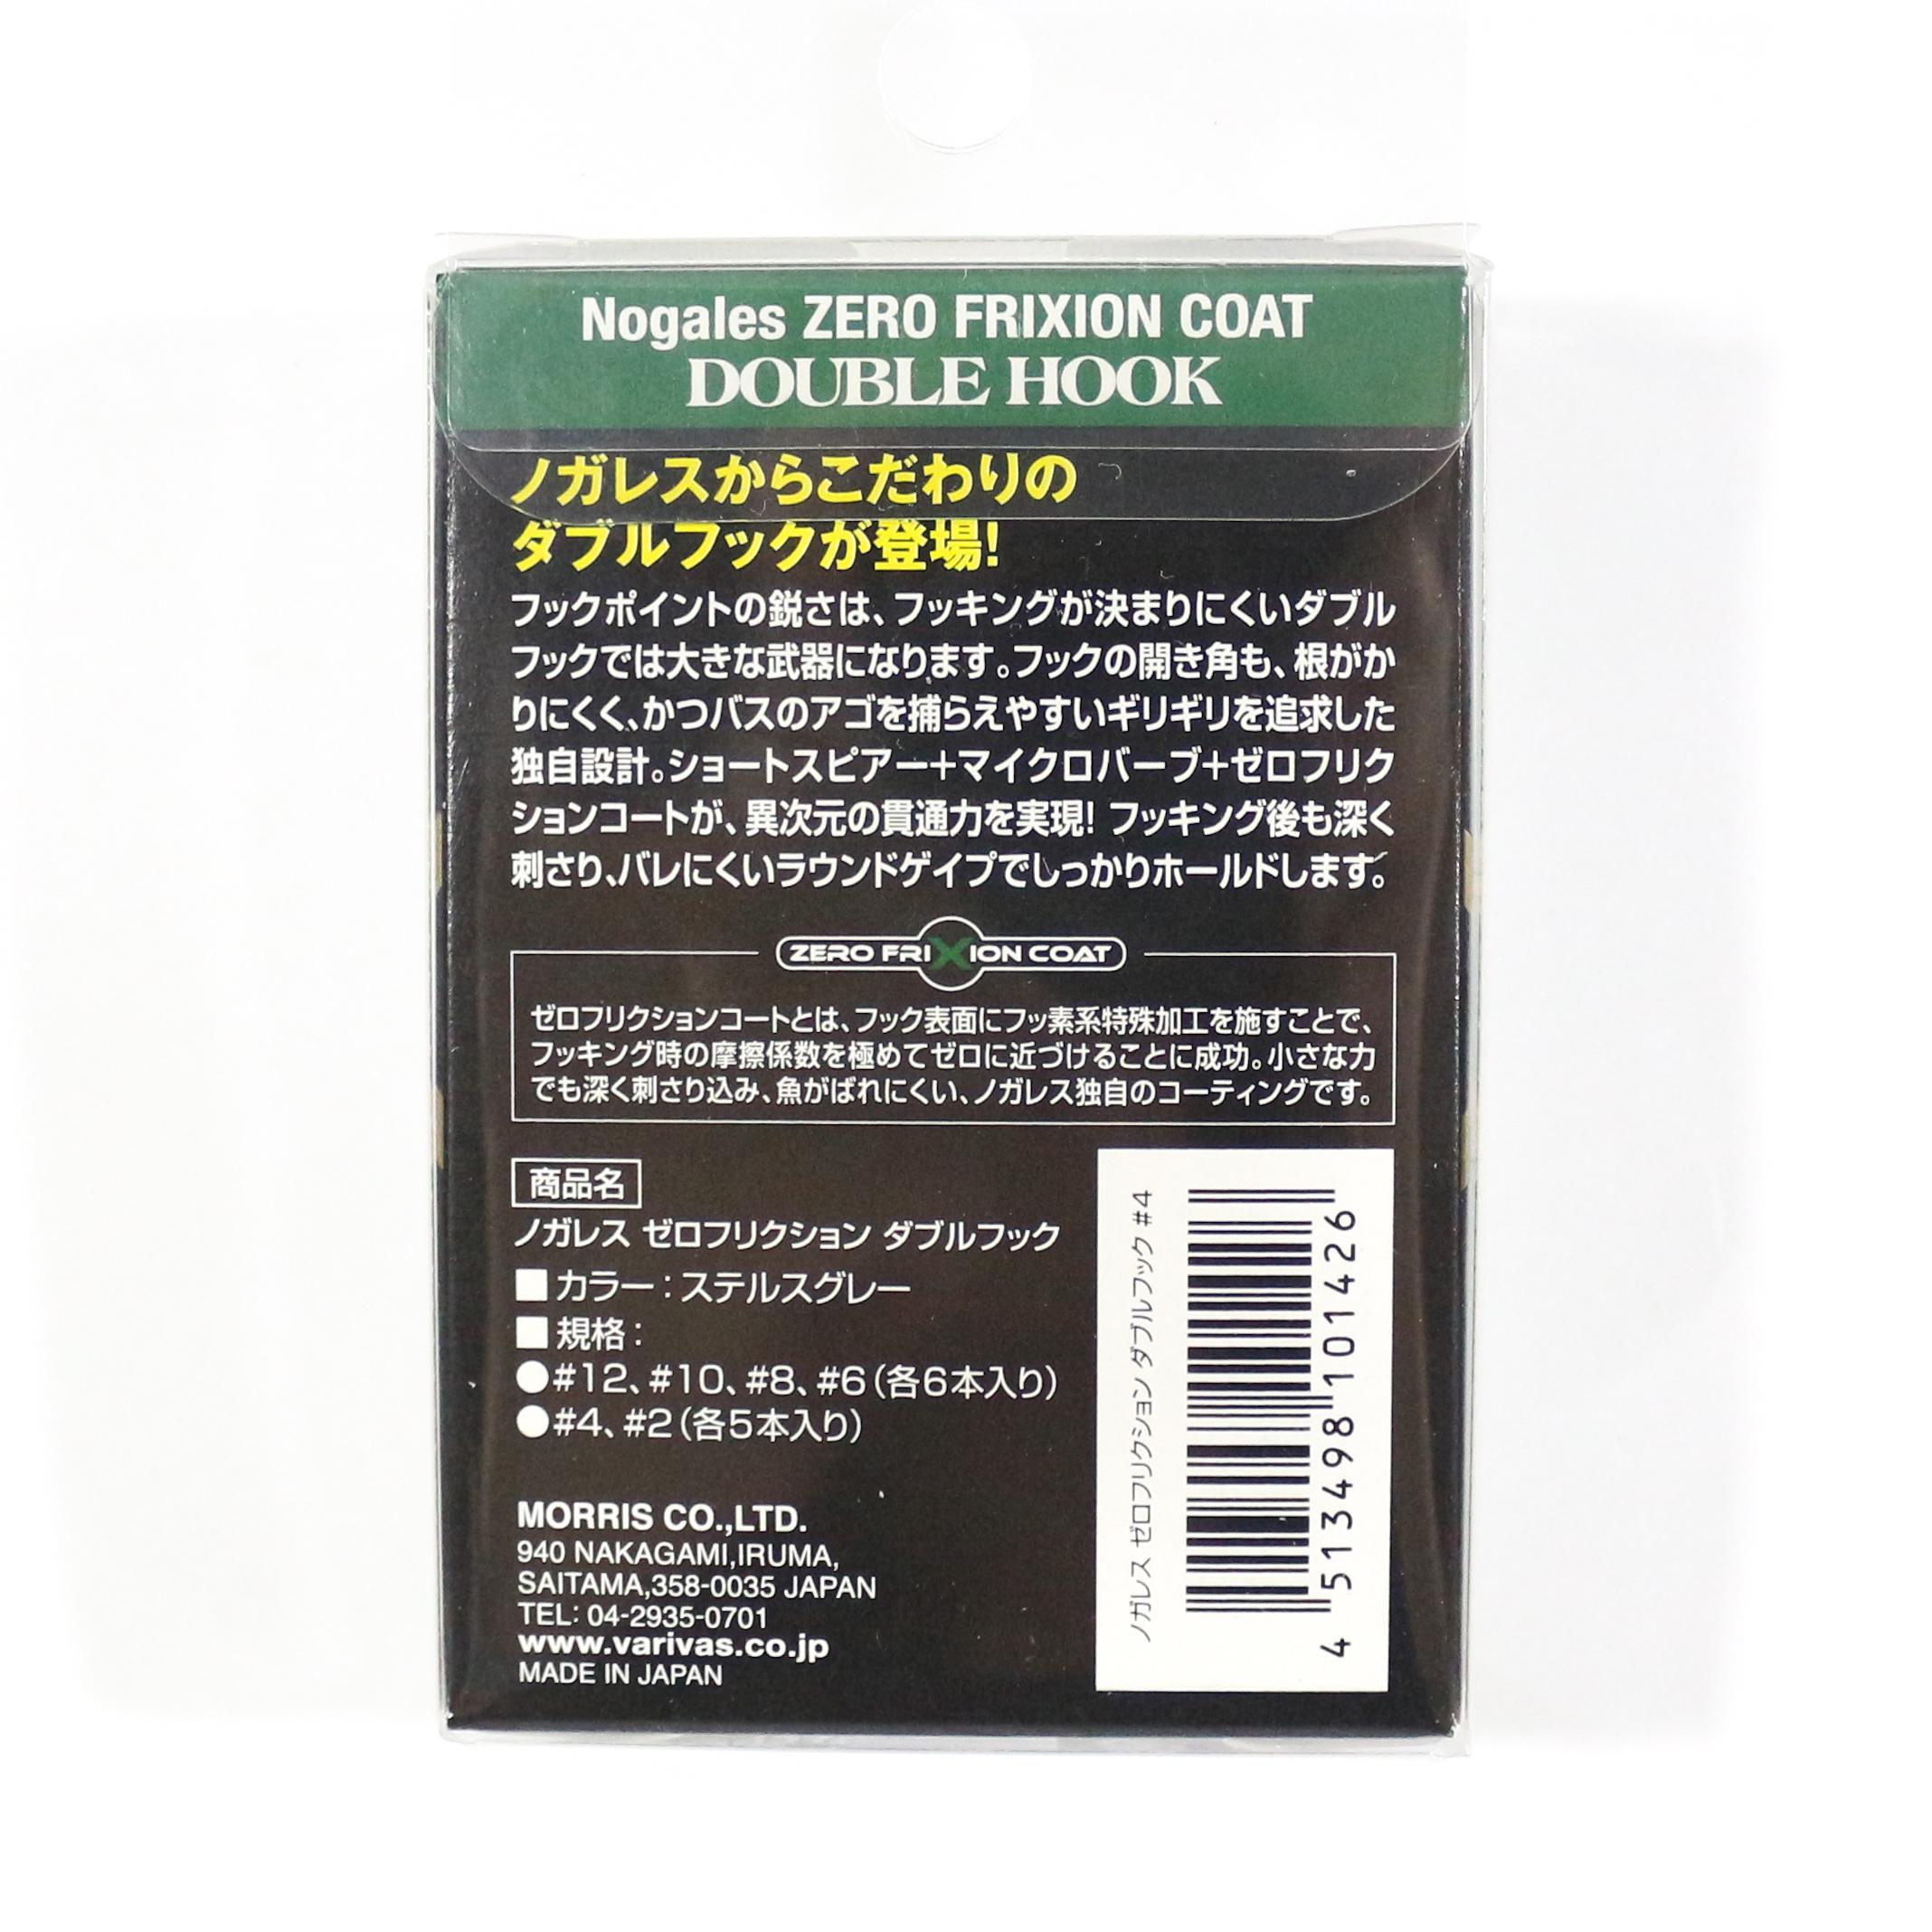 Nogales ZERO FRIXION COAT
DOUBLE HOOK
ノガレスからこだわりの
ダブルフックが登場!
フックポイントの鋭さは、フッキングが決まりにくいダブル
フックでは大きな武器になります。フックの開き角も、根がか
りにくく、かつバスのアゴを捕らえやすいギリギリを追求した
独自設計。ショートスピアー+マイクロバーブ+ゼロフリク
ションコートが、異次元の貫通力を実現! フッキング後も深く
刺さり、バレにくいラウンドゲイプでしっかりホールドします。
ZERO FRIXION COAT
ゼロフリクションコートとは、フック表面にフッ素系特殊加工を施すことで、
フッキング時の摩擦係数を極めてゼロに近づけることに成功。小さな力
でも深く刺さり込み、魚がばれにくい、ノガレス独自のコーティングです。
商品名
ノガレス ゼロフリクション ダブルフック
■カラー:ステルスグレー
■規格:
●#12、#10、#8、#6(各6本入り)
●#4、#2(各5本入り)
MORRIS CO.,LTD.
940 NAKAGAMI,IRUMA,
SAITAMA,358-0035 JAPAN
TEL: 04-2935-0701
www.varivas.co.jp
MADE IN JAPAN
ノガレス ゼロフリクション ダブルフック #4
4 513498 101426